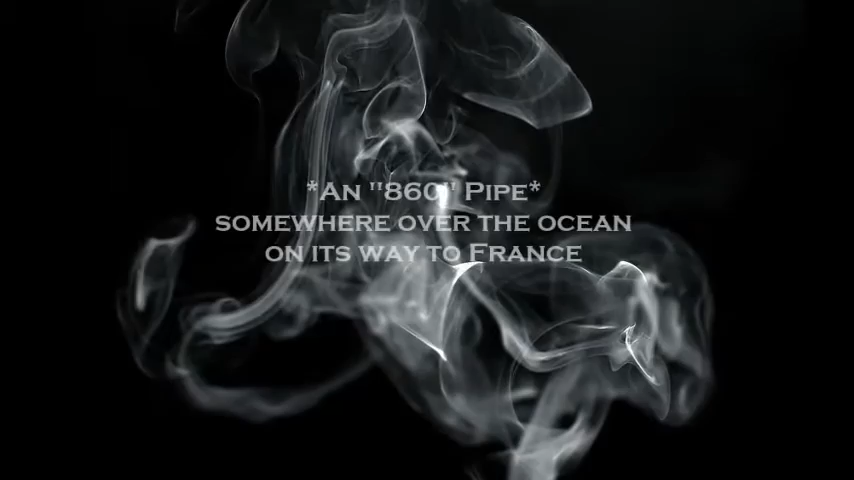 *An "860" Pipe*
somewhere over the ocean
on its way to France